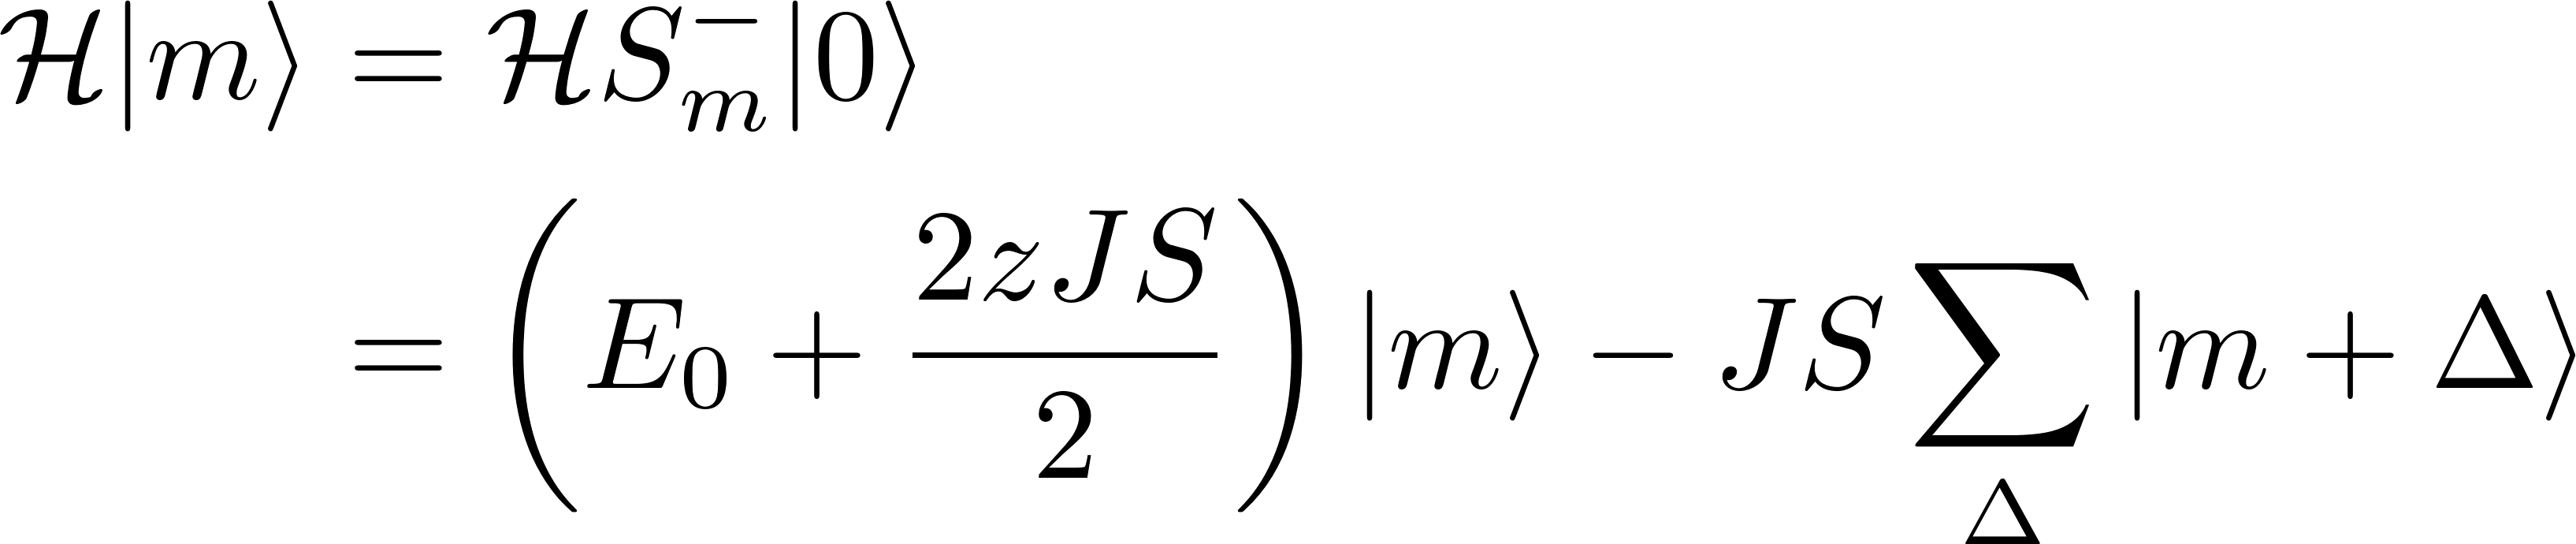 \mathcal{H}|m\rangle = \mathcal{H} S_m^- |0\rangle
= \left( E_0 + \frac{2zJS}{2} \right) |m\rangle - JS \sum_{\Delta} |m + \Delta\rangle